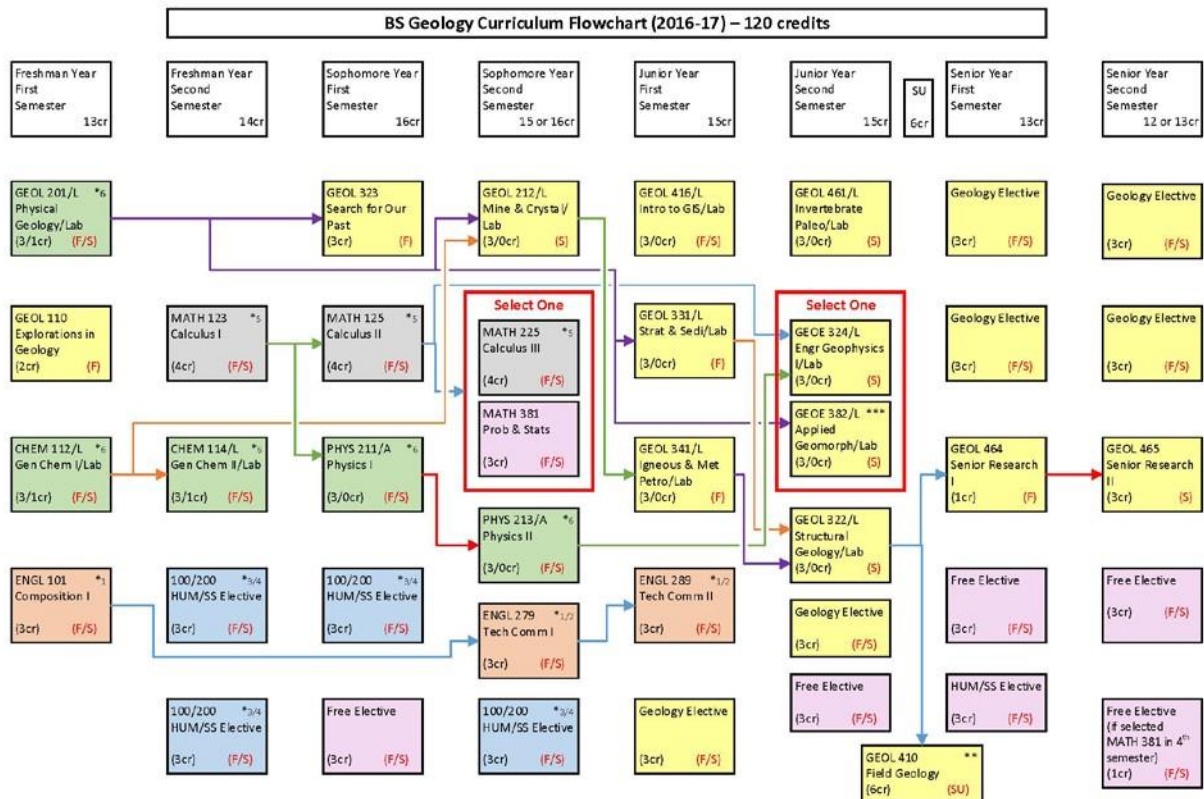 BS Geology Curriculum Flowchart (2016-17) – 120 credits
Freshman Year
First
Semester
13cr
Freshman Year
Second
Semester
14cr
Sophomore Year
First
Semester
16cr
Sophomore Year
Second
Semester
15 or 16cr
Junior Year
First
Semester
15cr
Junior Year
Second
Semester
15cr
SU
6cr
Senior Year
First
Semester
13cr
Senior Year
Second
Semester
12 or 13cr
GEOL 201/L *6
Physical
Geology/Lab
(3/1cr) (F/S)
GEOL 323
Search for Our
Past
(3cr) (F)
GEOL 212/L
Mine & Crystal/
Lab
(3/0cr) (S)
GEOL 416/L
Intro to GIS/Lab
(3/0cr) (F/S)
GEOL 461/L
Invertebrate
Paleo/Lab
(3/0cr) (S)
Geology Elective
(3cr) (F/S)
Geology Elective
(3cr) (F/S)
GEOL 110
Explorations in
Geology
(2cr) (F)
MATH 123 *5
Calculus I
(4cr) (F/S)
MATH 125 *5
Calculus II
(4cr) (F/S)
Select One
MATH 225 *5
Calculus III
(4cr) (F/S)
MATH 381
Prob & Stats
(3cr) (F/S)
GEOL 331/L
Strat & Sedi/Lab
(3/0cr) (F)
Select One
GEOE 324/L
Engr Geophysics
I/Lab
(3/0cr) (S)
GEOE 382/L ***
Applied
Geomorph/Lab
(3/0cr) (S)
Geology Elective
(3cr) (F/S)
Geology Elective
(3cr) (F/S)
CHEM 112/L *6
Gen Chem I/Lab
(3/1cr) (F/S)
CHEM 114/L *6
Gen Chem II/Lab
(3/1cr) (F/S)
PHYS 211/A *6
Physics I
(3/0cr) (F/S)
PHYS 213/A *6
Physics II
(3/0cr) (F/S)
GEOL 341/L
Igneous & Met
Petro/Lab
(3/0cr) (F)
GEOL 322/L
Structural
Geology/Lab
(3/0cr) (S)
GEOL 464
Senior Research
I
(1cr) (F)
GEOL 465
Senior Research
II
(3cr) (S)
ENGL 101 *1
Composition I
(3cr) (F/S)
100/200 *3/4
HUM/SS Elective
(3cr) (F/S)
100/200 *3/4
HUM/SS Elective
(3cr) (F/S)
ENGL 279 *1/2
Tech Comm I
(3cr) (F/S)
ENGL 289 *1/2
Tech Comm II
(3cr) (F/S)
Geology Elective
(3cr) (F/S)
Free Elective
(3cr) (F/S)
Free Elective
(3cr) (F/S)
100/200 *3/4
HUM/SS Elective
(3cr) (F/S)
Free Elective
(3cr) (F/S)
100/200 *3/4
HUM/SS Elective
(3cr) (F/S)
Geology Elective
(3cr) (F/S)
Free Elective
(3cr) (F/S)
HUM/SS Elective
(3cr) (F/S)
Free Elective
(if selected
MATH 381 in 4th
semester)
(1cr) (F/S)
GEOL 410 **
Field Geology
(6cr) (SU)